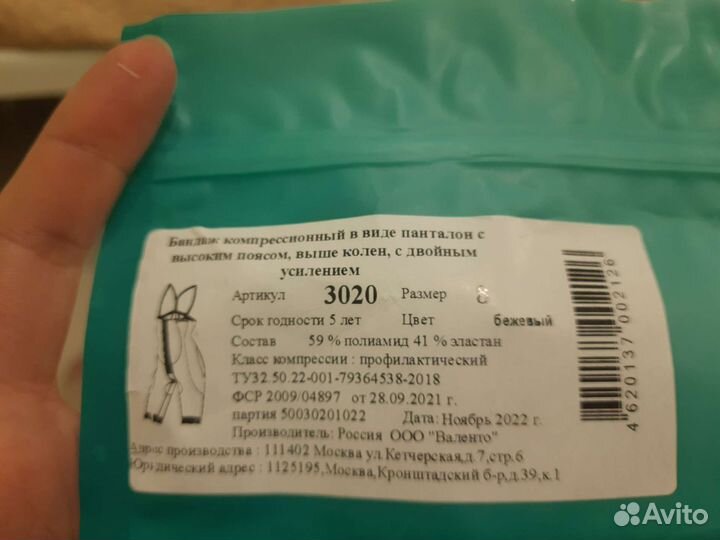 Бандаж компрессионный в виде панталон с
высоким поясом, выше колен, с двойным
усилением
Артикул 3020 Размер
Срок годности 5 лет Цвет бежевый
Состав 59 % полиамид 41 % эластан
Класс компрессии : профилактический
ТУ32.50.22-001-79364538-2018
ФСР 2009/04897 от 28.09.2021 г.
партия 50030201022 Дата: Ноябрь 2022 г.
Производитель: Россия ООО "Валенто"
Адрес производства : 111402 Москва ул.Кетчерская,д.7,стр.6
Юридический адрес : 1125195,Москва,Кронштадский б-р,д.39,к.1
4620137002126
Avito